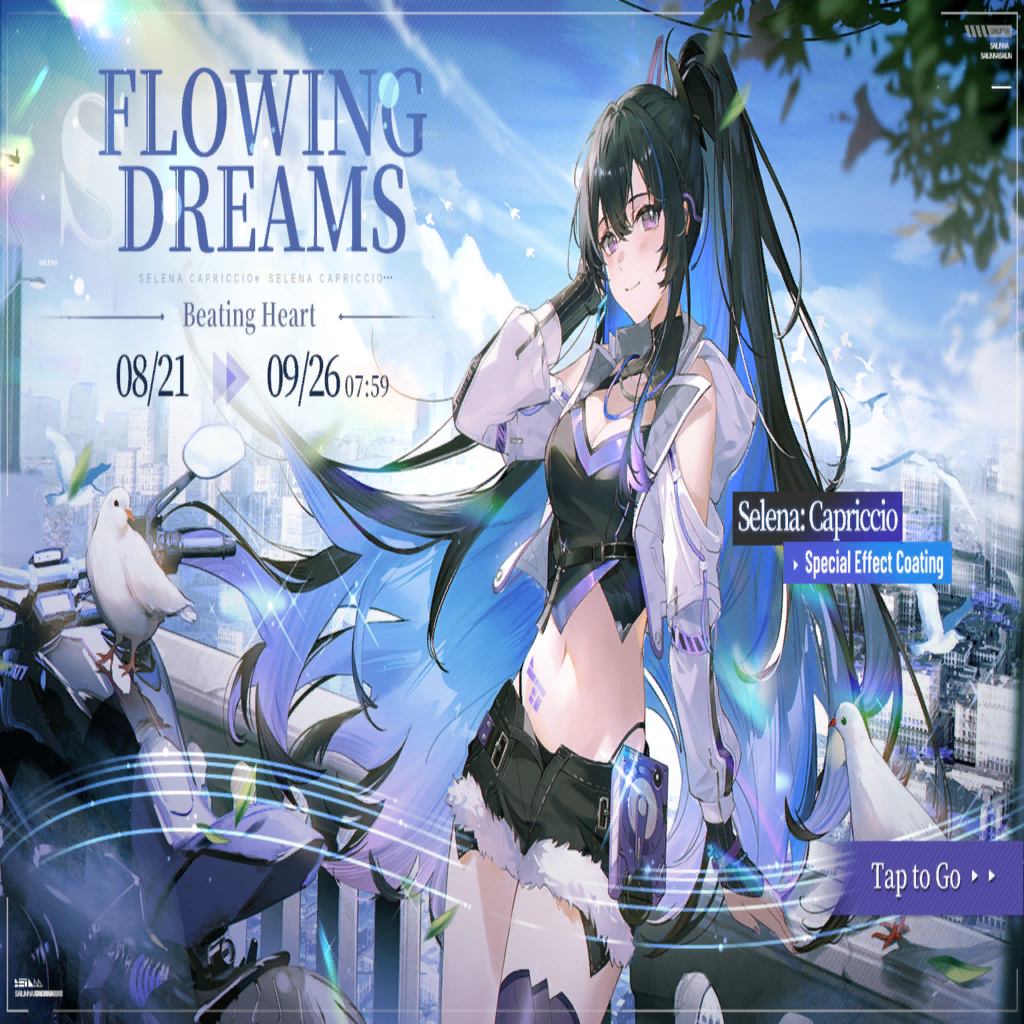 FLOWING
DREAMS
SELENA CAPRICCIO® SELENA CAPRICCIO•••
Beating Heart
08/21 09/26 07:59
Selena: Capriccio
Special Effect Coating
Tap to Go